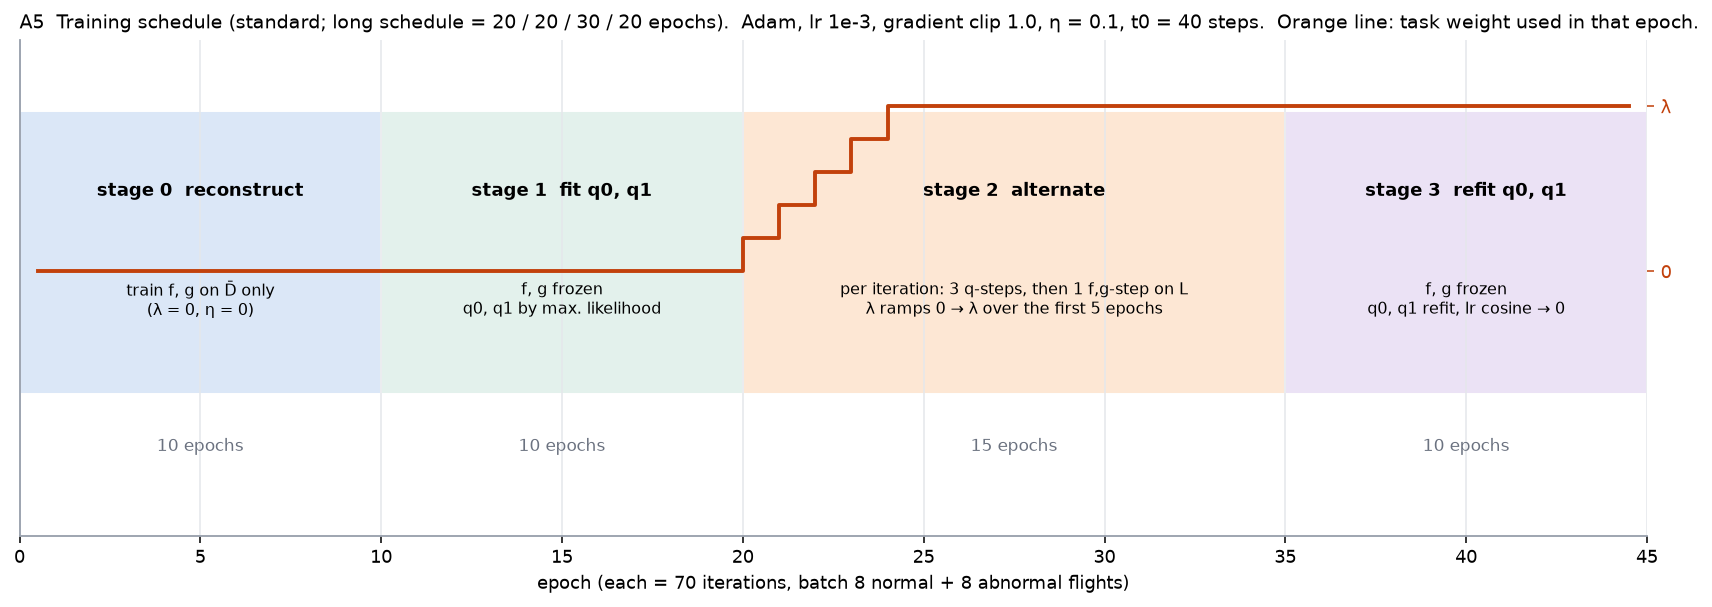 A5  Training schedule (standard; long schedule = 20 / 20 / 30 / 20 epochs).  Adam, lr 1e-3, gradient clip 1.0, η = 0.1, t0 = 40 steps.  Orange line: task weight used in that epoch.
λ
stage 0  reconstruct
stage 1  fit q0, q1
stage 2  alternate
stage 3  refit q0, q1
0
train f, g on D̄ only
(λ = 0, η = 0)
f, g frozen
q0, q1 by max. likelihood
per iteration: 3 q-steps, then 1 f,g-step on L
λ ramps 0 → λ over the first 5 epochs
f, g frozen
q0, q1 refit, lr cosine → 0
10 epochs
10 epochs
15 epochs
10 epochs
0
5
10
15
20
25
30
35
40
45
epoch (each = 70 iterations, batch 8 normal + 8 abnormal flights)